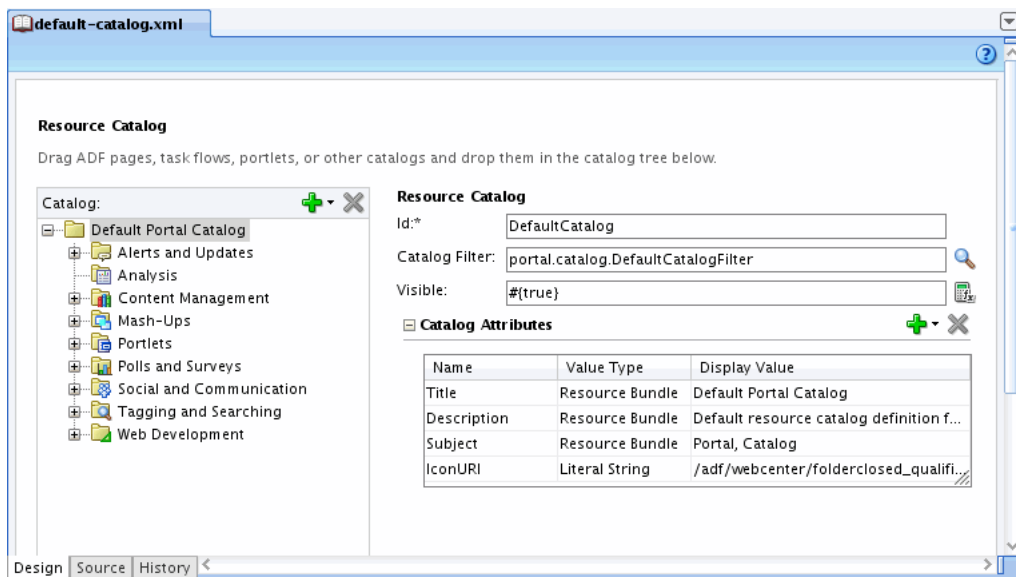 default-catalog.xml
Resource Catalog
Drag ADF pages, task flows, portlets, or other catalogs and drop them in the catalog tree below.
Catalog:
Default Portal Catalog
Alerts and Updates
Analysis
Content Management
Mash-Ups
Portlets
Polls and Surveys
Social and Communication
Tagging and Searching
Web Development
Resource Catalog
Id:* DefaultCatalog
Catalog Filter: portal.catalog.DefaultCatalogFilter
Visible: #{true}
Catalog Attributes
Name Value Type Display Value
Title Resource Bundle Default Portal Catalog
Description Resource Bundle Default resource catalog definition f...
Subject Resource Bundle Portal, Catalog
IconURI Literal String /adf/webcenter/folderclosed_qualifi...
Design Source History